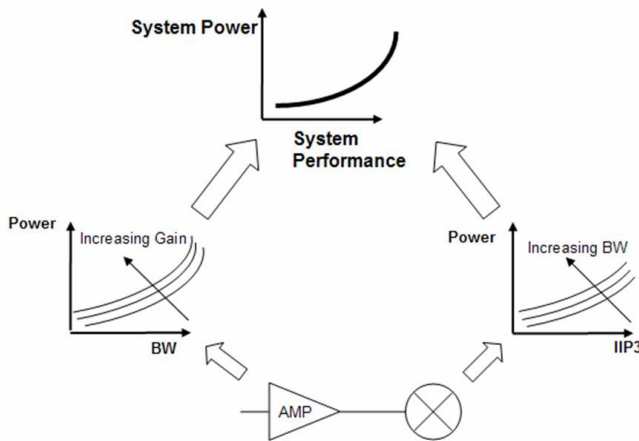 System Power
System
Performance
Power
Increasing Gain
BW
Power
Increasing BW
IIP3
AMP